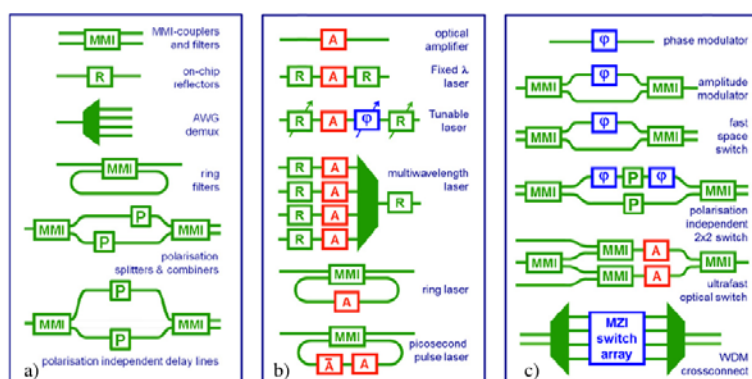 MMI
MMI-couplers
and filters
R
on-chip
reflectors
AWG
demux
MMI
ring
filters
P
MMI
MMI
P
polarisation
splitters & combiners
P
MMI
MMI
P
a)
polarisation independent delay lines
A
optical
amplifier
R
A
R
Fixed λ
laser
R
A
φ
R
Tunable
laser
R
A
R
A
R
A
R
A
R
multiwavelength
laser
MMI
A
ring laser
MMI
A̅
A
picosecond
pulse laser
b)
φ
phase modulator
φ
MMI
MMI
amplitude
modulator
φ
MMI
MMI
fast
space
switch
φ
P
φ
MMI
MMI
P
polarisation
independent
2x2 switch
MMI
A
MMI
MMI
MMI
A
ultrafast
optical switch
MZI
switch
array
WDM
crossconnect
c)